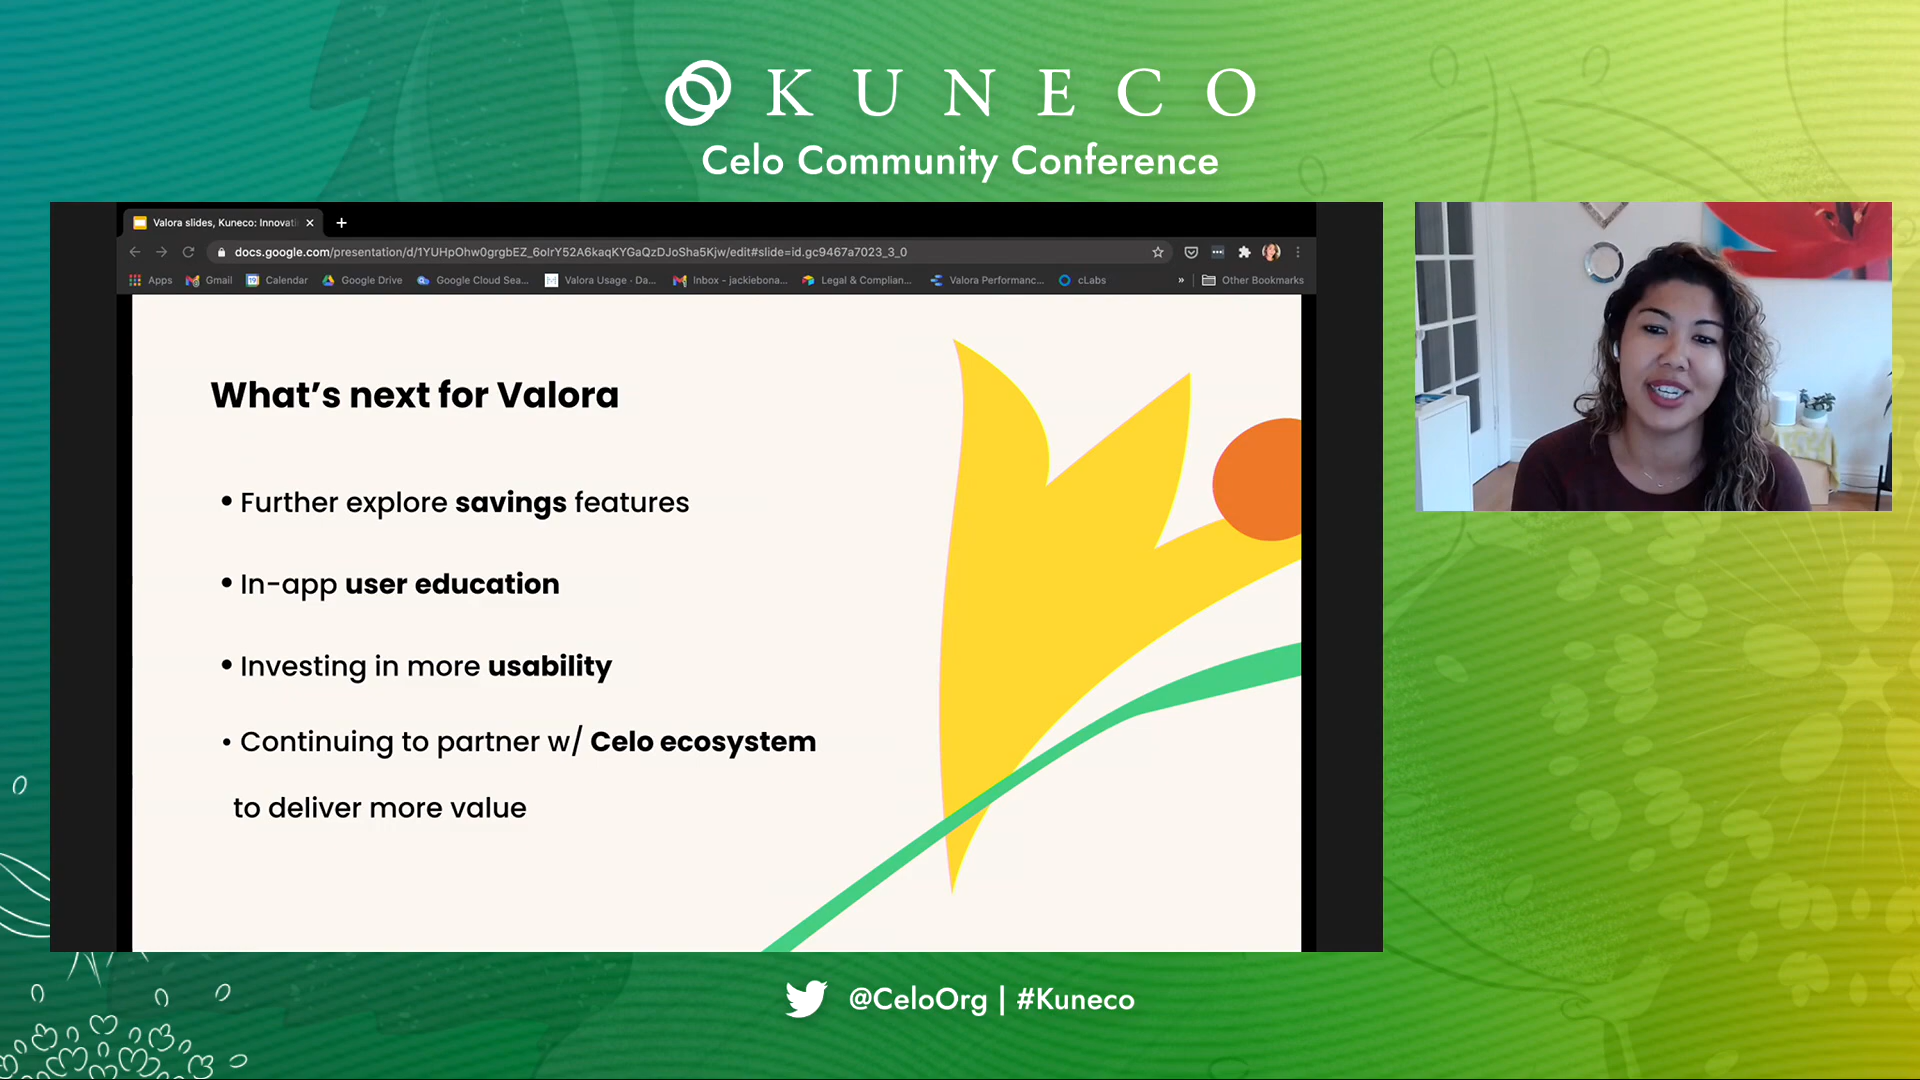 KUNECO
Celo Community Conference
Valora slides, Kuneco: Innovati
docs.google.com/presentation/d/1YUHpOhw0grgbEZ_6oIrY52A6kaqKYGaQzDJoSha5Kjw/edit#slide=id.gc9467a7023_3_0
Apps Gmail Calendar Google Drive Google Cloud Sea... Valora Usage - Da... Inbox - jackiebona... Legal & Complian... Valora Performanc... cLabs » Other Bookmarks
What's next for Valora
• Further explore savings features
• In-app user education
• Investing in more usability
• Continuing to partner w/ Celo ecosystem
to deliver more value
@CeloOrg | #Kuneco